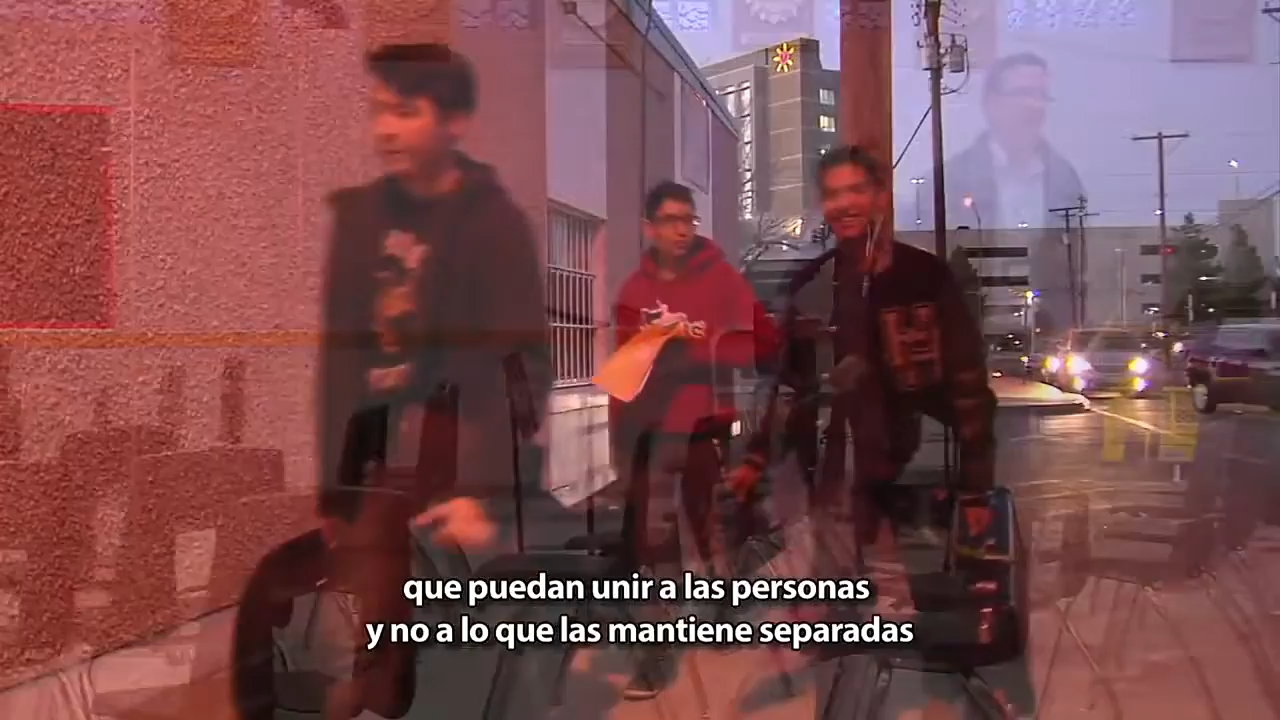 que puedan unir a las personas
y no a lo que las mantiene separadas
H